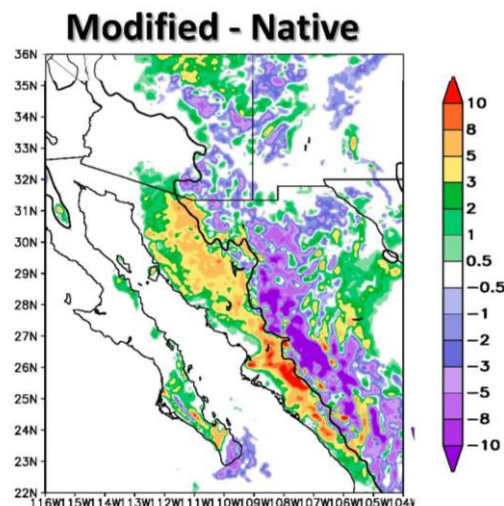 Modified - Native
36N
35N
34N
33N
32N
31N
30N
29N
28N
27N
26N
25N
24N
23N
22N
116W115W114W113W112W111W110W109W108W107W106W105W104W
10
8
5
3
2
1
0.5
−0.5
−1
−2
−3
−5
−8
−10